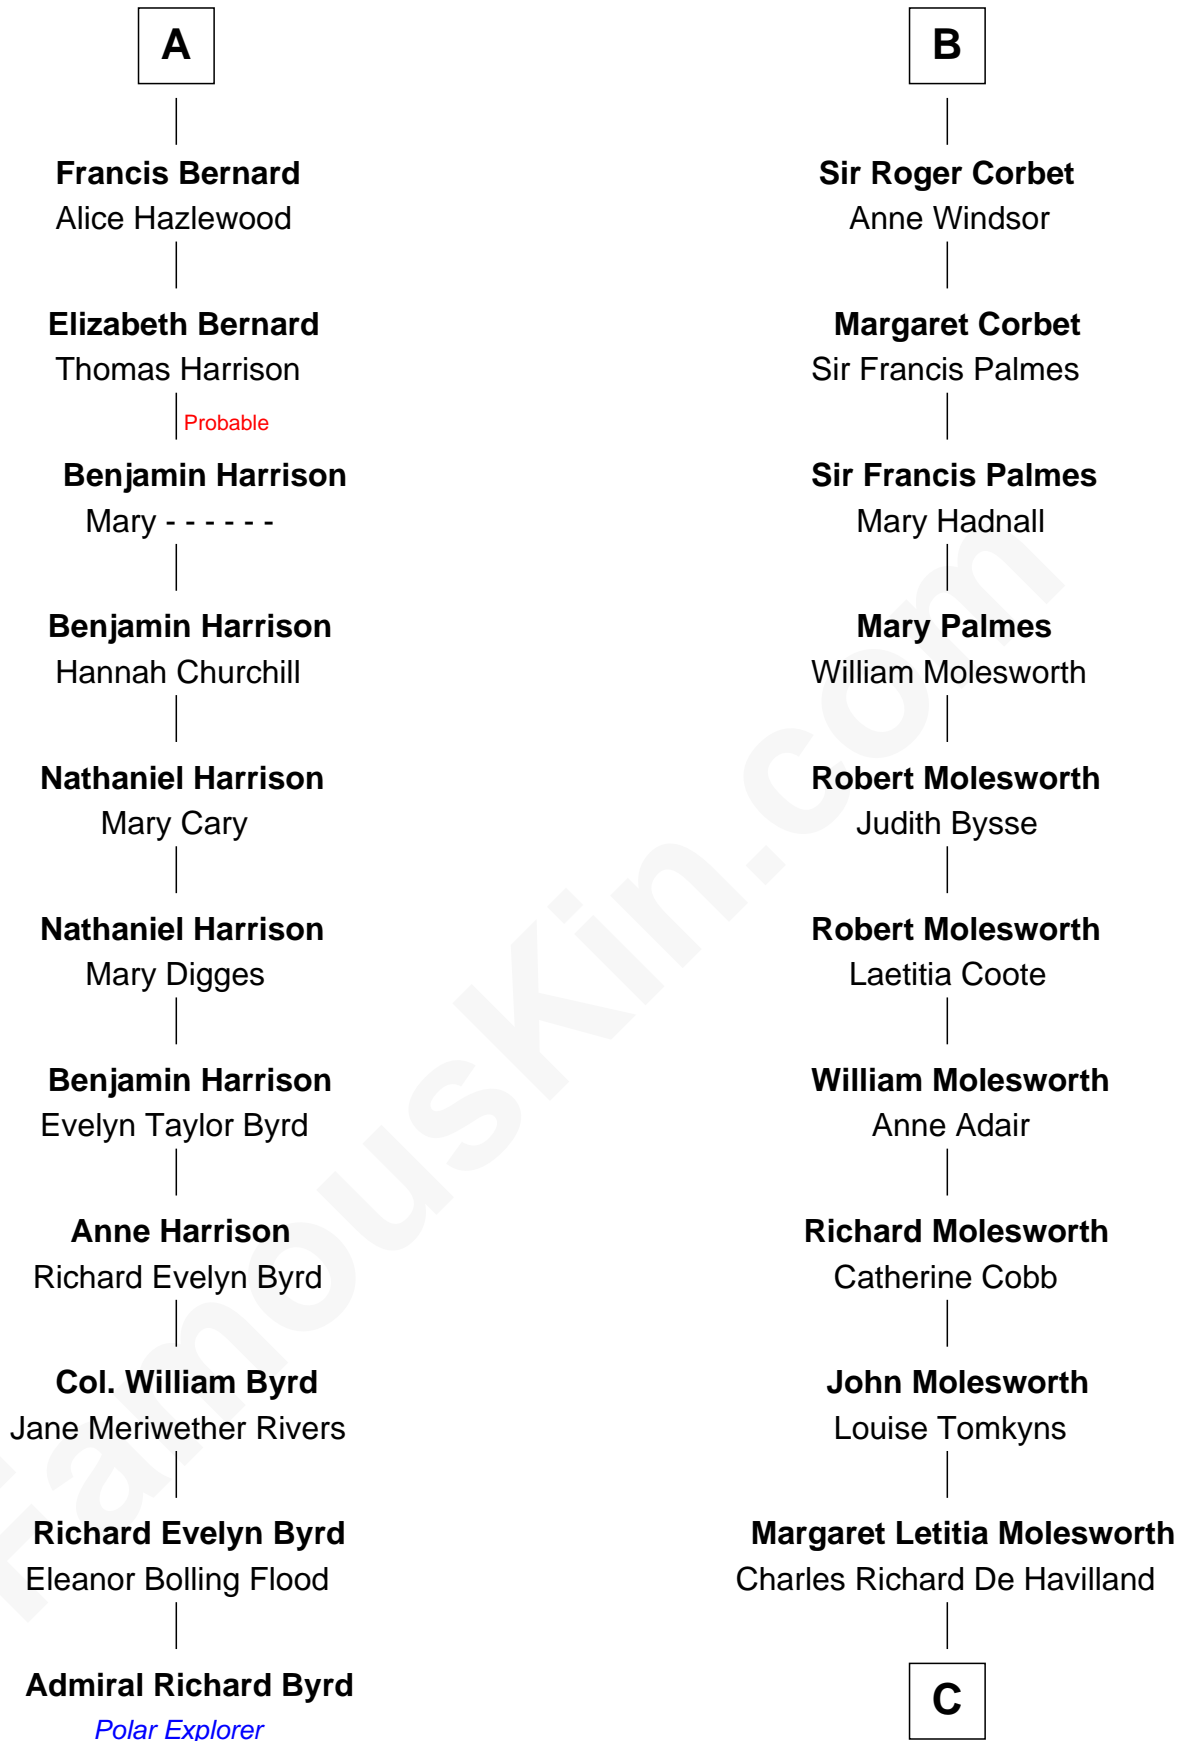 A
Francis Bernard
Alice Hazlewood
Elizabeth Bernard
Thomas Harrison
Probable
Benjamin Harrison
Mary - - - - - -
Benjamin Harrison
Hannah Churchill
Nathaniel Harrison
Mary Cary
Nathaniel Harrison
Mary Digges
Benjamin Harrison
Evelyn Taylor Byrd
Anne Harrison
Richard Evelyn Byrd
Col. William Byrd
Jane Meriwether Rivers
Richard Evelyn Byrd
Eleanor Bolling Flood
Admiral Richard Byrd
Polar Explorer
B
Sir Roger Corbet
Anne Windsor
Margaret Corbet
Sir Francis Palmes
Sir Francis Palmes
Mary Hadnall
Mary Palmes
William Molesworth
Robert Molesworth
Judith Bysse
Robert Molesworth
Laetitia Coote
William Molesworth
Anne Adair
Richard Molesworth
Catherine Cobb
John Molesworth
Louise Tomkyns
Margaret Letitia Molesworth
Charles Richard De Havilland
C
FamousKin.com